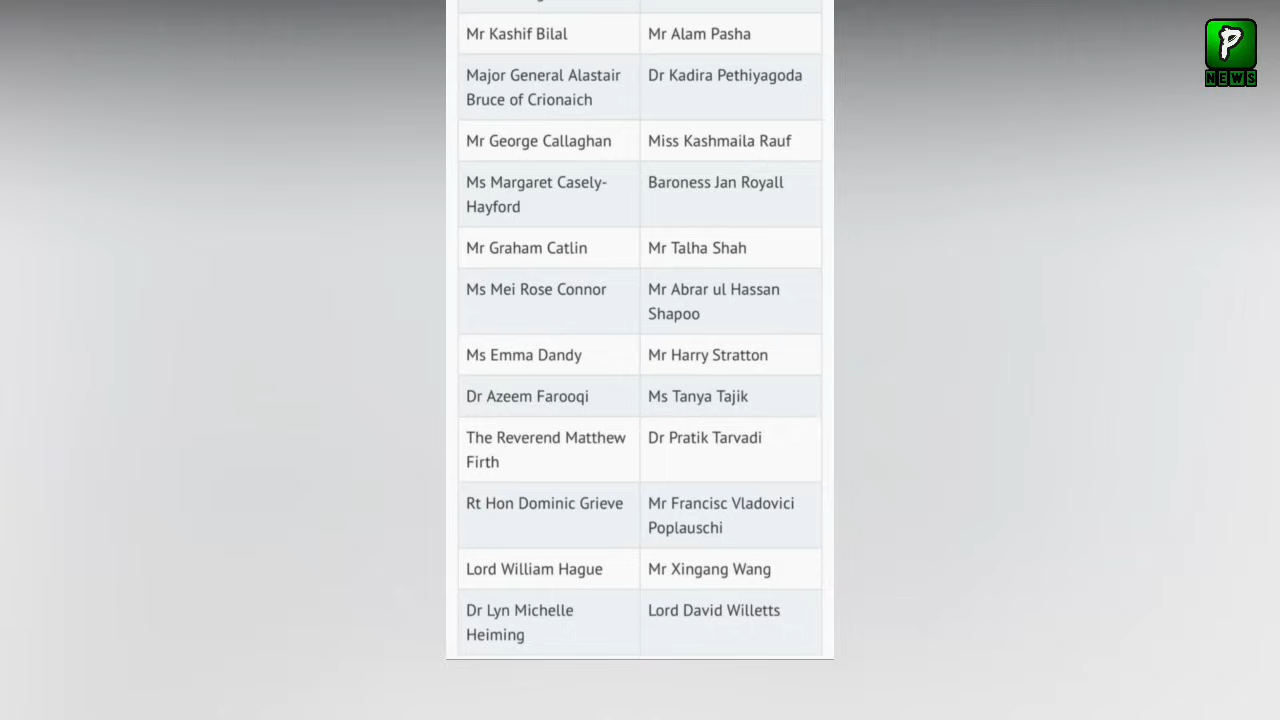 Mr Kashif Bilal
Mr Alam Pasha
Major General Alastair
Bruce of Crionaich
Dr Kadira Pethiyagoda
Mr George Callaghan
Miss Kashmaila Rauf
Ms Margaret Casely-
Hayford
Baroness Jan Royall
Mr Graham Catlin
Mr Talha Shah
Ms Mei Rose Connor
Mr Abrar ul Hassan
Shapoo
Ms Emma Dandy
Mr Harry Stratton
Dr Azeem Farooqi
Ms Tanya Tajik
The Reverend Matthew
Firth
Dr Pratik Tarvadi
Rt Hon Dominic Grieve
Mr Francisc Vladovici
Poplauschi
Lord William Hague
Mr Xingang Wang
Dr Lyn Michelle
Heiming
Lord David Willetts
P
NEWS